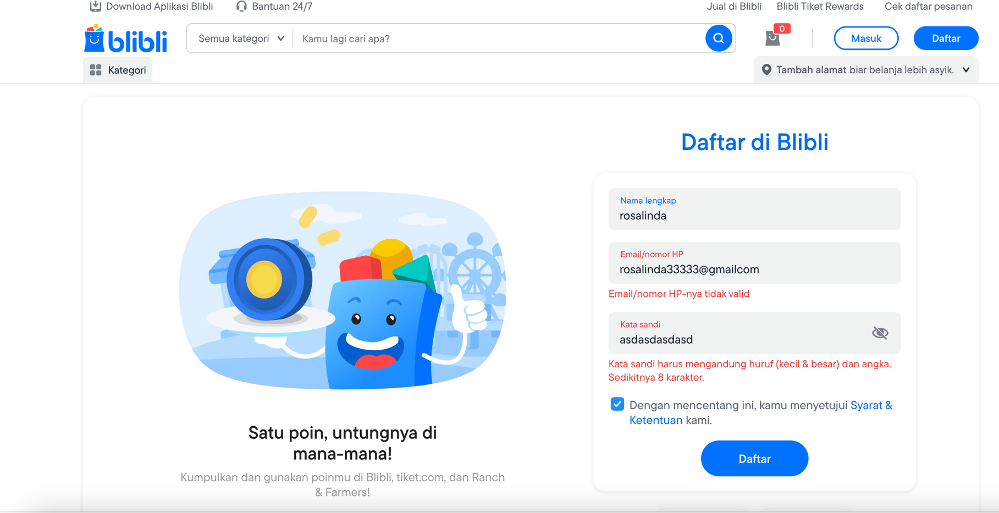 Download Aplikasi Blibli
Bantuan 24/7
Jual di Blibli
Blibli Tiket Rewards
Cek daftar pesanan
blibli
Semua kategori
Kamu lagi cari apa?
0
Masuk
Daftar
Kategori
Tambah alamat biar belanja lebih asyik.
Daftar di Blibli
Nama lengkap
rosalinda
Email/nomor HP
rosalinda33333@gmailcom
Email/nomor HP-nya tidak valid
Kata sandi
asdasdasdasd
Kata sandi harus mengandung huruf (kecil & besar) dan angka.
Sedikitnya 8 karakter.
Dengan mencentang ini, kamu menyetujui Syarat &
Ketentuan kami.
Daftar
Satu poin, untungnya di
mana-mana!
Kumpulkan dan gunakan poinmu di Blibli, tiket.com, dan Ranch
& Farmers!